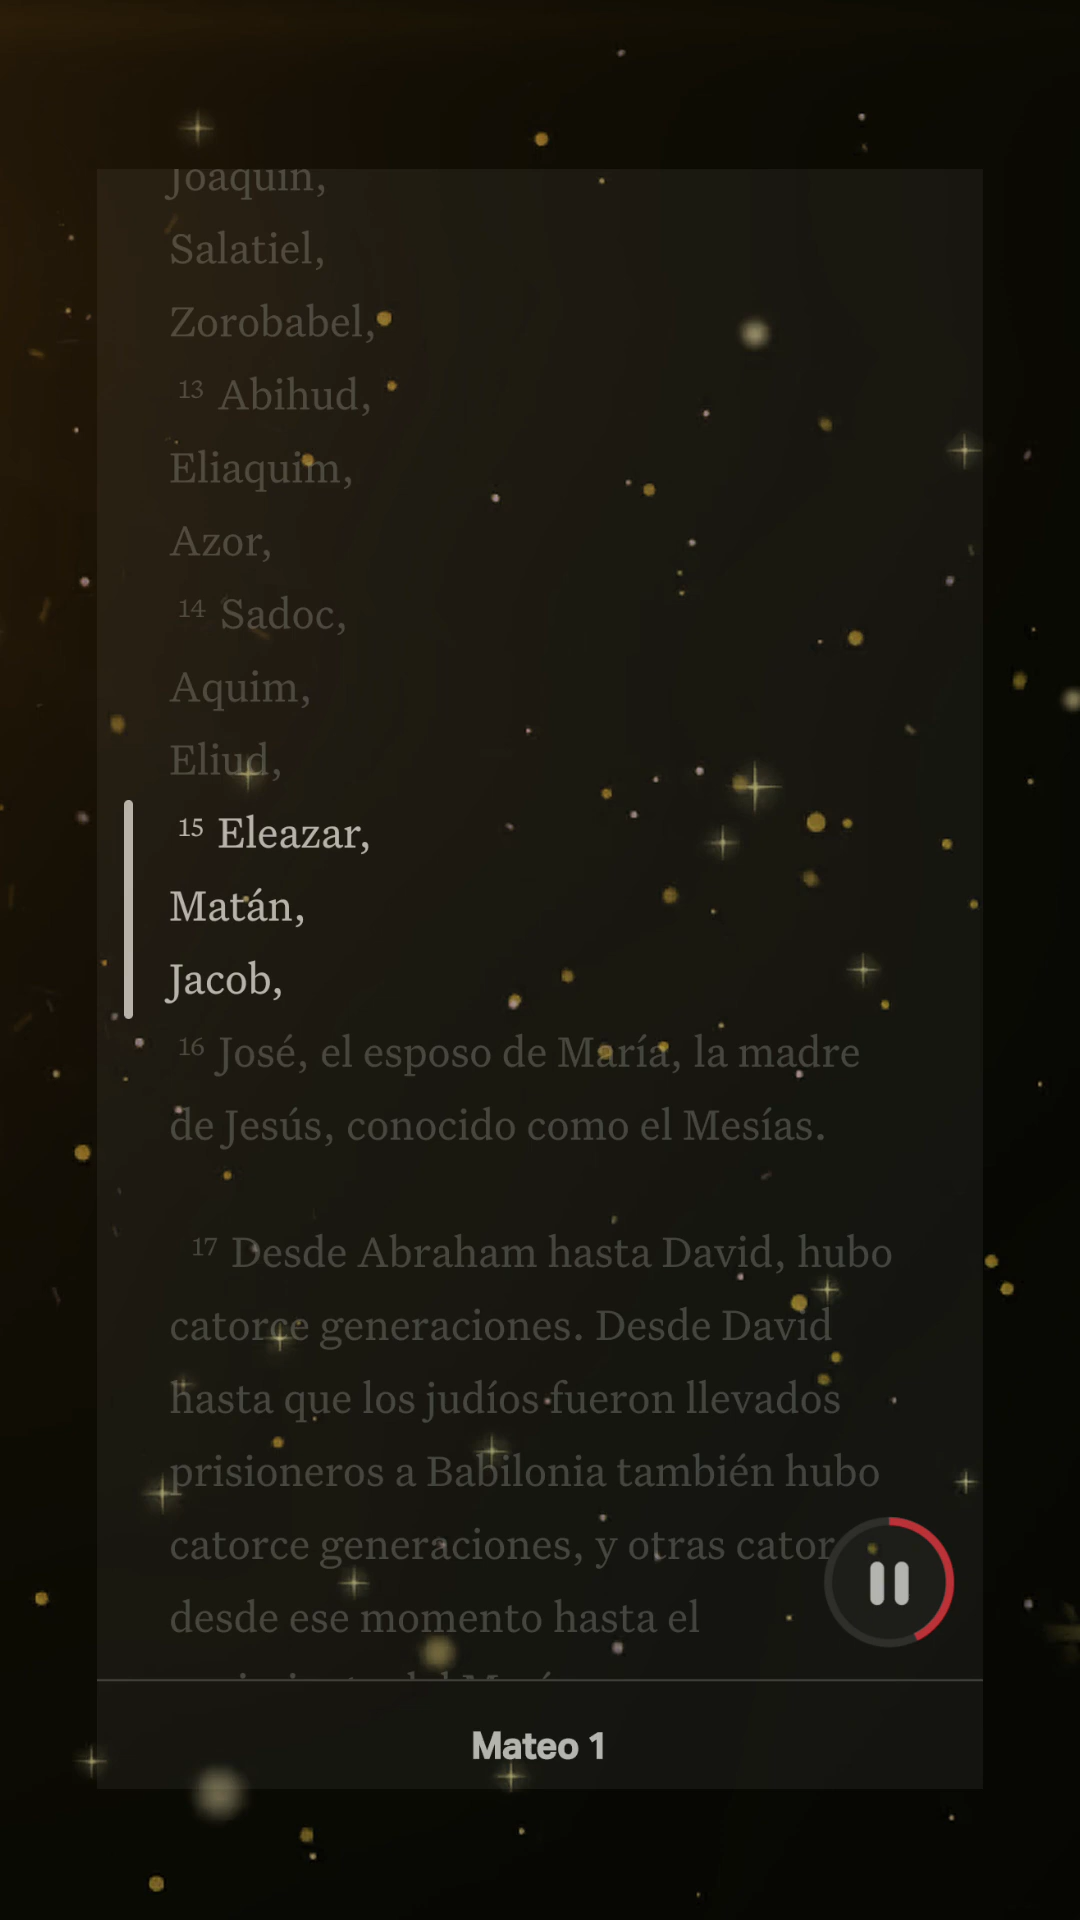 Joaquín,
Salatiel,
Zorobabel,
13 Abihud,
Eliaquim,
Azor,
14 Sadoc,
Aquim,
Eliud,
15 Eleazar,
Matán,
Jacob,
16 José, el esposo de María, la madre
de Jesús, conocido como el Mesías.
17 Desde Abraham hasta David, hubo
catorce generaciones. Desde David
hasta que los judíos fueron llevados
prisioneros a Babilonia también hubo
catorce generaciones, y otras cator
desde ese momento hasta el
Mateo 1